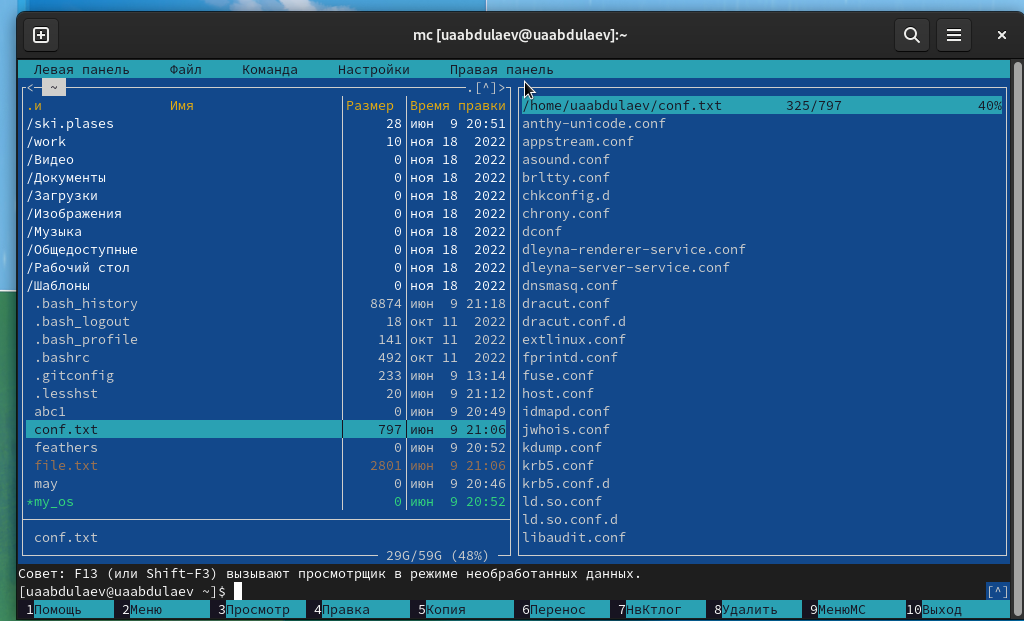 mc [uaabdulaev@uaabdulaev]:~
Левая панель Файл Команда Настройки Правая панель
<─ ~ .[^]>
.и Имя Размер Время правки
/ski.plases 28 июн 9 20:51
/work 10 ноя 18 2022
/Видео 0 ноя 18 2022
/Документы 0 ноя 18 2022
/Загрузки 0 ноя 18 2022
/Изображения 0 ноя 18 2022
/Музыка 0 ноя 18 2022
/Общедоступные 0 ноя 18 2022
/Рабочий стол 0 ноя 18 2022
/Шаблоны 0 ноя 18 2022
.bash_history 8874 июн 9 21:18
.bash_logout 18 окт 11 2022
.bash_profile 141 окт 11 2022
.bashrc 492 окт 11 2022
.gitconfig 233 июн 9 13:14
.lesshst 20 июн 9 21:12
abc1 0 июн 9 20:49
conf.txt 797 июн 9 21:06
feathers 0 июн 9 20:52
file.txt 2801 июн 9 21:06
may 0 июн 9 20:46
*my_os 0 июн 9 20:52
conf.txt
29G/59G (48%)
/home/uaabdulaev/conf.txt 325/797 40%
anthy-unicode.conf
appstream.conf
asound.conf
brltty.conf
chkconfig.d
chrony.conf
dconf
dleyna-renderer-service.conf
dleyna-server-service.conf
dnsmasq.conf
dracut.conf
dracut.conf.d
extlinux.conf
fprintd.conf
fuse.conf
host.conf
idmapd.conf
jwhois.conf
kdump.conf
krb5.conf
krb5.conf.d
ld.so.conf
ld.so.conf.d
libaudit.conf
Совет: F13 (или Shift-F3) вызывают просмотрщик в режиме необработанных данных.
[uaabdulaev@uaabdulaev ~]$ [^]
1Помощь 2Меню 3Просмотр 4Правка 5Копия 6Перенос 7НвКтлог 8Удалить 9МенюMC 10Выход